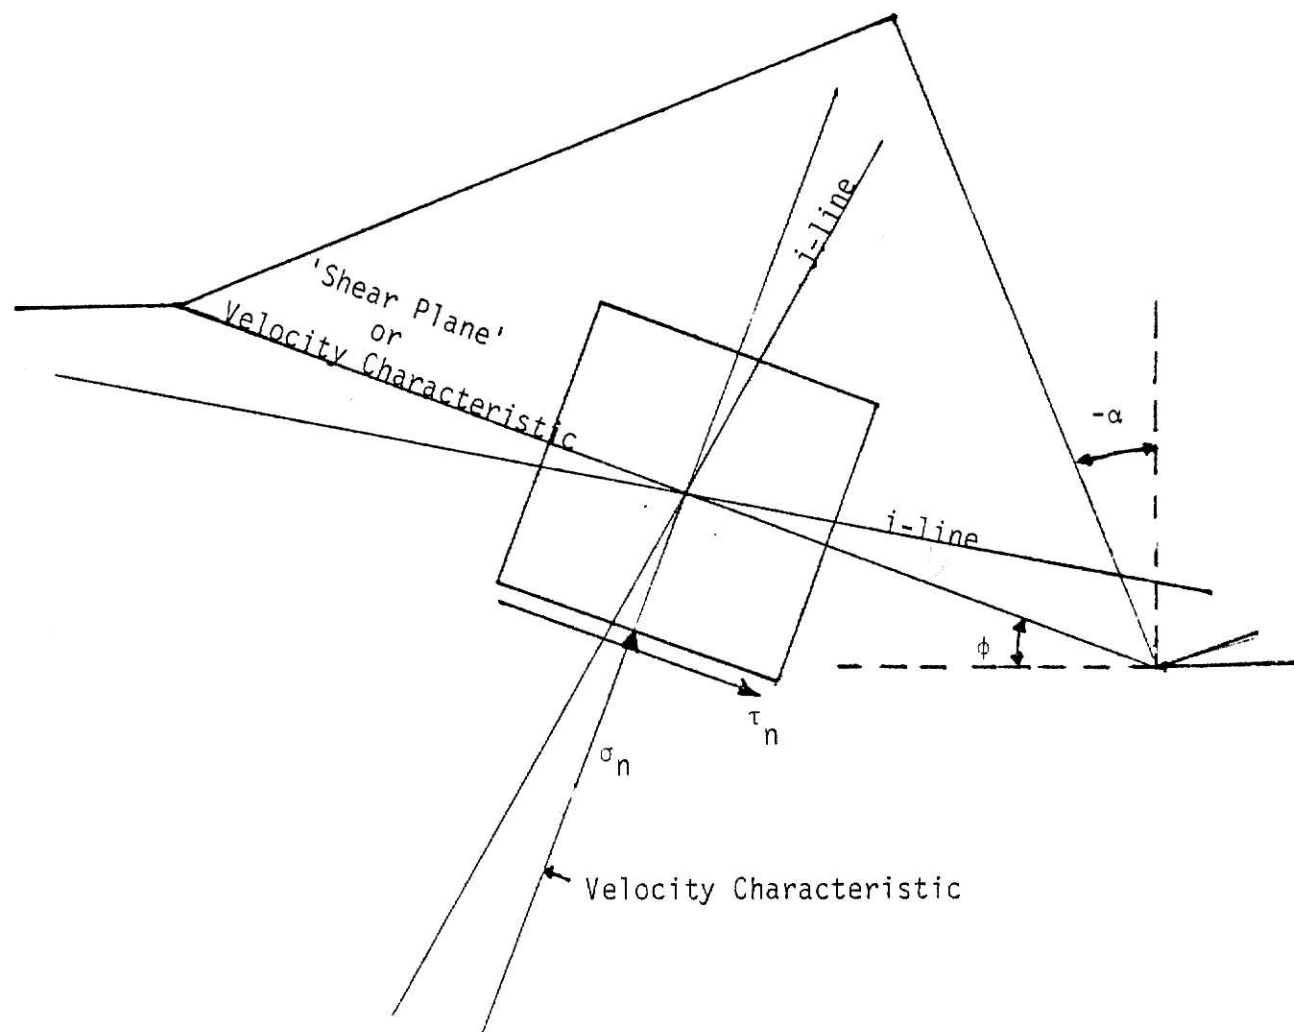 i-line
'Shear Plane'
or
Velocity Characteristic
-α
i-line
φ
τn
σn
Velocity Characteristic